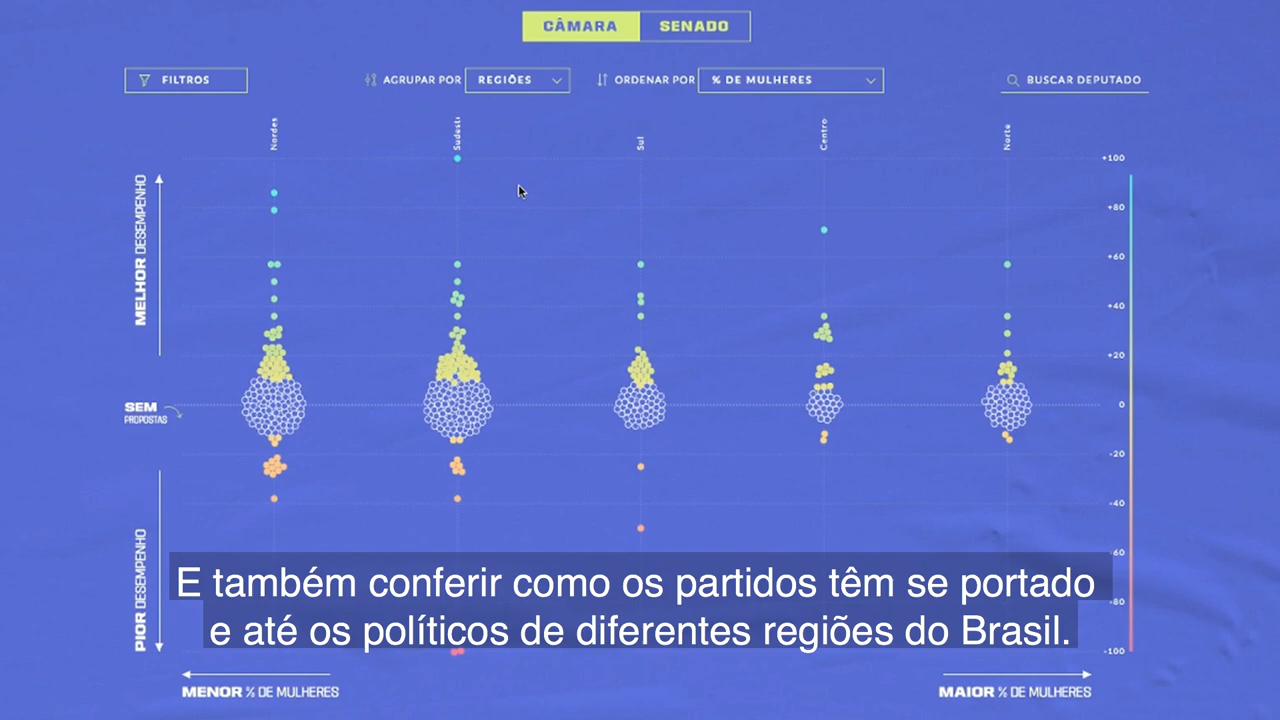 CÂMARA SENADO
FILTROS AGRUPAR POR REGIÕES ORDENAR POR % DE MULHERES BUSCAR DEPUTADO
Nordes Sudest Sul Centro Norte
+100
+80
+60
+40
+20
0
-20
-40
-60
-80
-100
MELHOR DESEMPENHO
SEM
PROPOSTAS
PIOR DESEMPENHO
E também conferir como os partidos têm se portado
e até os políticos de diferentes regiões do Brasil.
MENOR % DE MULHERES MAIOR % DE MULHERES